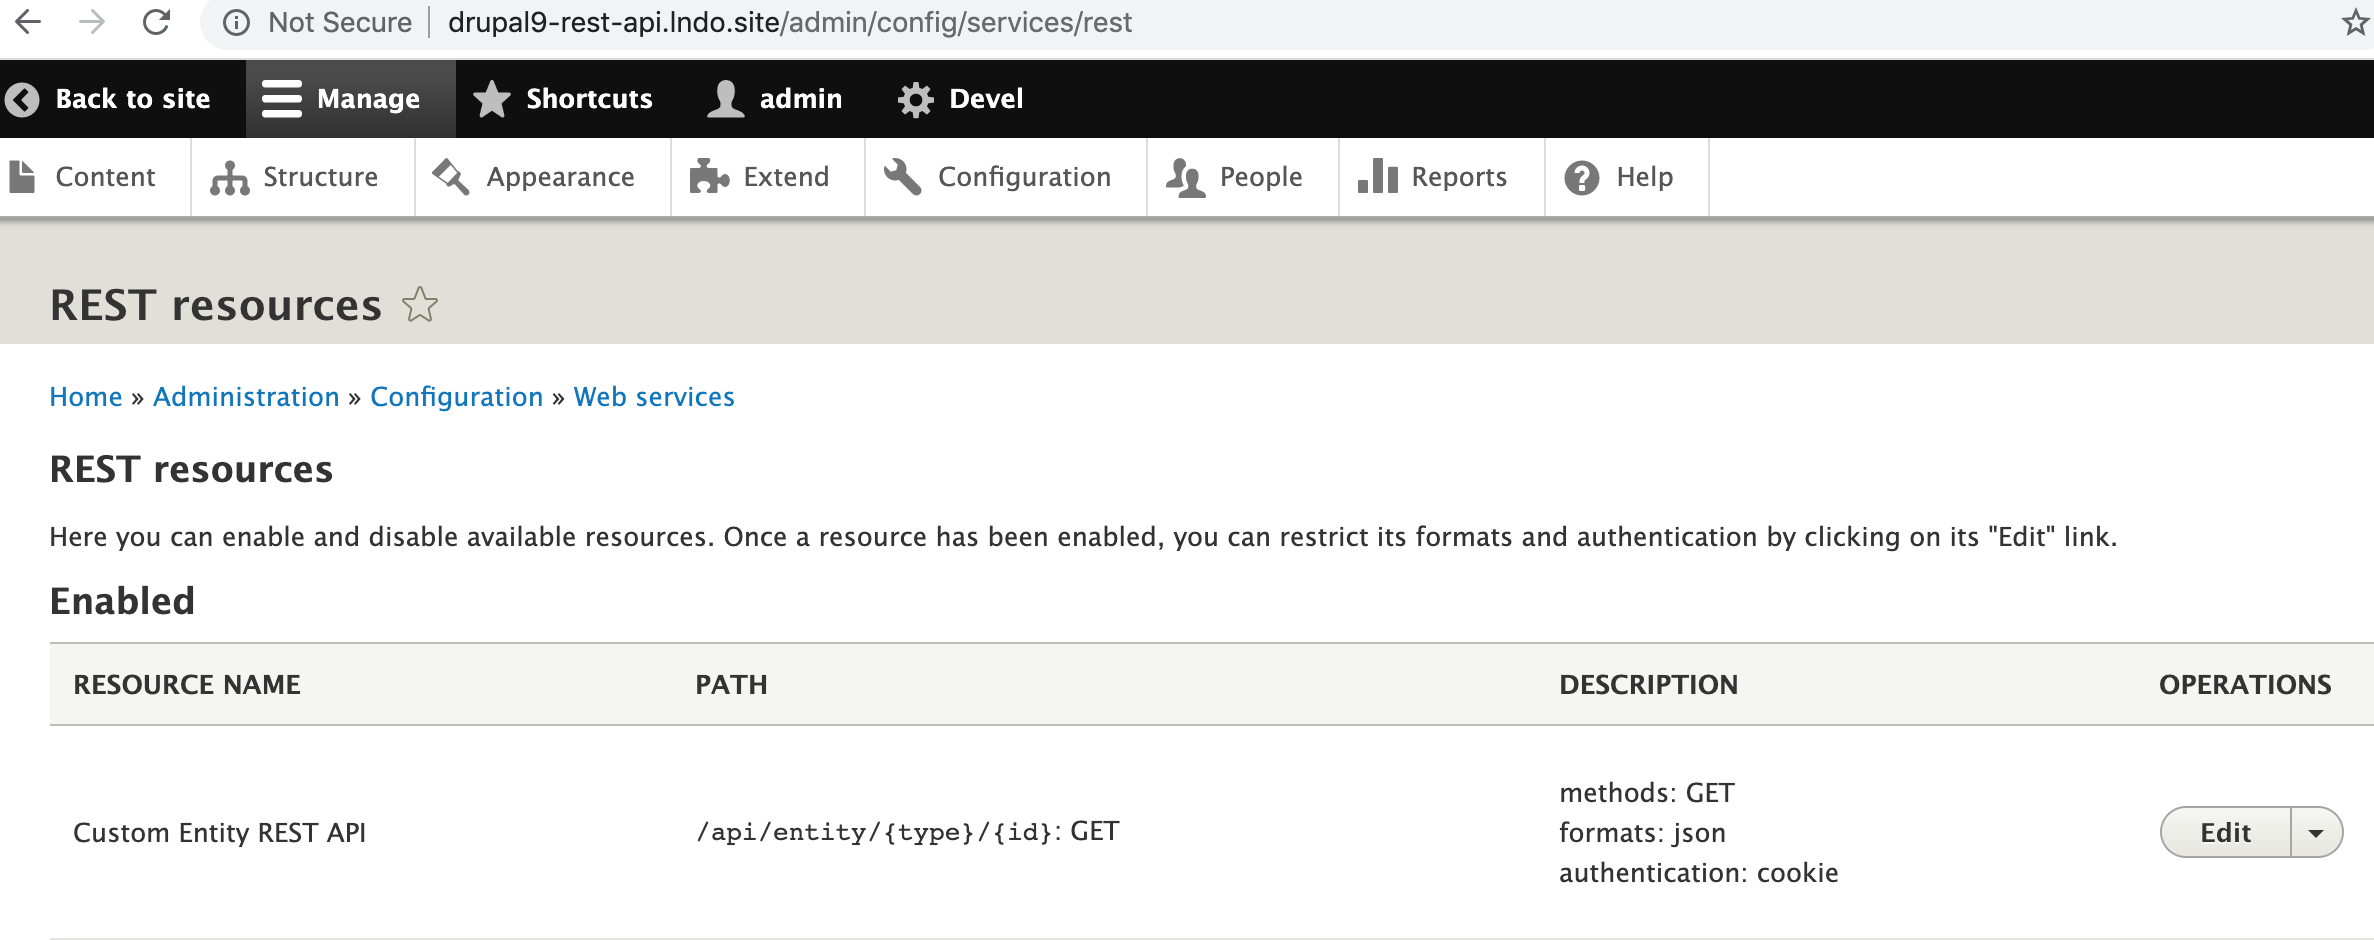 Not Secure drupal9-rest-api.lndo.site/admin/config/services/rest
Back to site Manage Shortcuts admin Devel
Content Structure Appearance Extend Configuration People Reports Help
REST resources
Home » Administration » Configuration » Web services
REST resources
Here you can enable and disable available resources. Once a resource has been enabled, you can restrict its formats and authentication by clicking on its "Edit" link.
Enabled
RESOURCE NAME PATH DESCRIPTION OPERATIONS
Custom Entity REST API /api/entity/{type}/{id}: GET methods: GET
formats: json
authentication: cookie
Edit